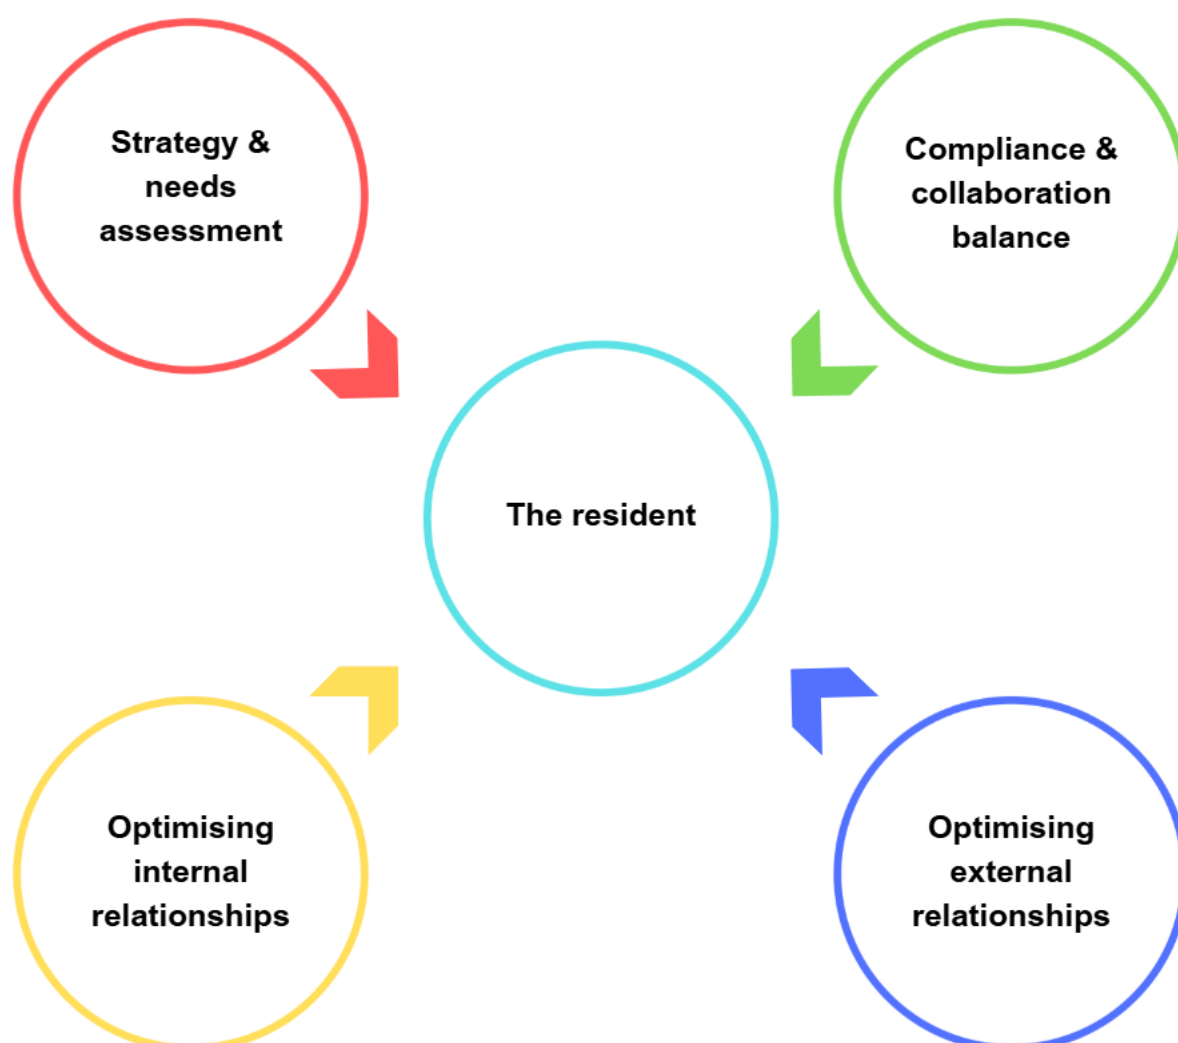 Strategy &
needs
assessment
Compliance &
collaboration
balance
The resident
Optimising
internal
relationships
Optimising
external
relationships